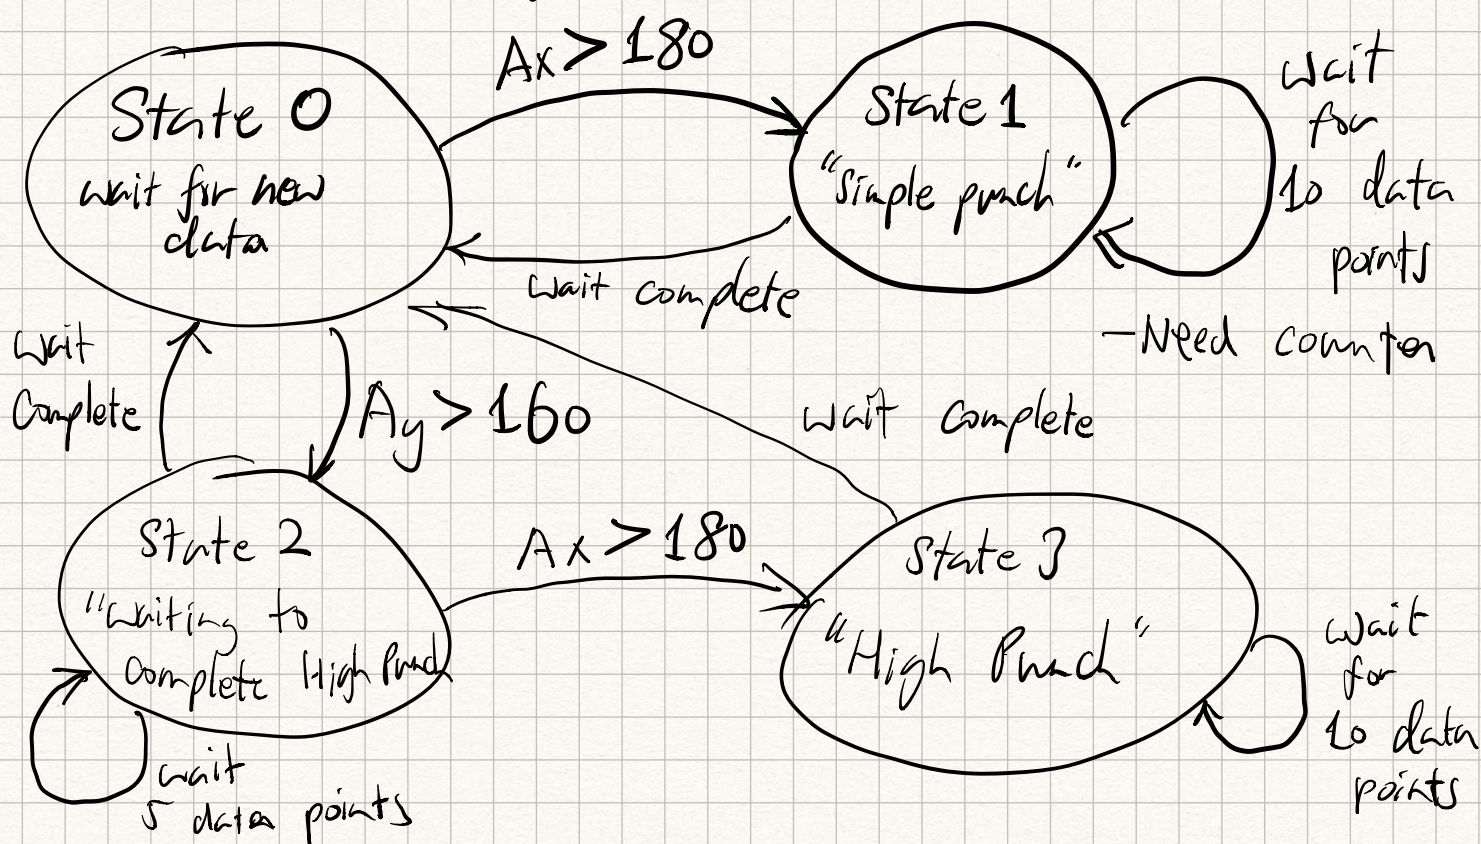 State 0
wait for new
data
Ax > 180
State 1
"Simple punch"
wait
for
10 data
points
- Need counter
wait complete
wait
complete
Ay > 160
wait complete
State 2
"Waiting to
complete High Punch
wait
5 data points
Ax > 180
State 3
"High Punch"
wait
for
10 data
points